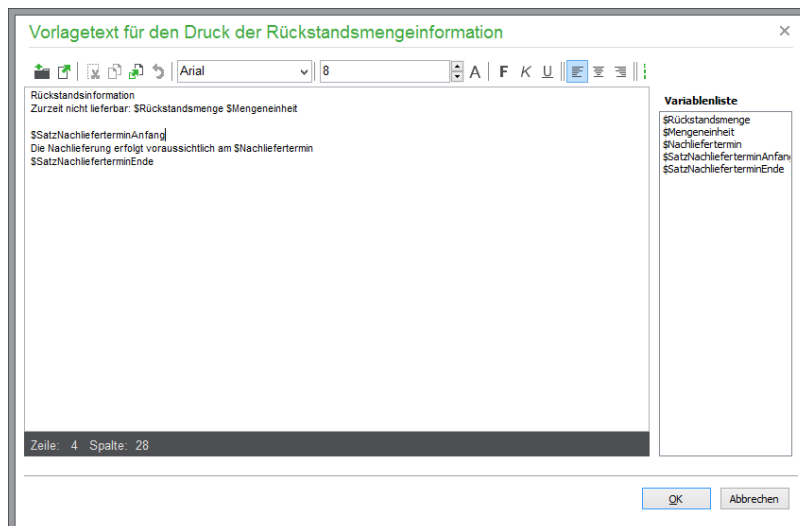 Vorlagetext für den Druck der Rückstandsmengeinformation
Arial
8
A
F K U
Rückstandsinformation
Zurzeit nicht lieferbar: $Rückstandsmenge $Mengeneinheit
$SatzNachlieferterminAnfang
Die Nachlieferung erfolgt voraussichtlich am $Nachliefertermin
$SatzNachlieferterminEnde
Zeile: 4 Spalte: 28
Variablenliste
$Rückstandsmenge
$Mengeneinheit
$Nachliefertermin
$SatzNachlieferterminAnfan
$SatzNachlieferterminEnde
OK
Abbrechen